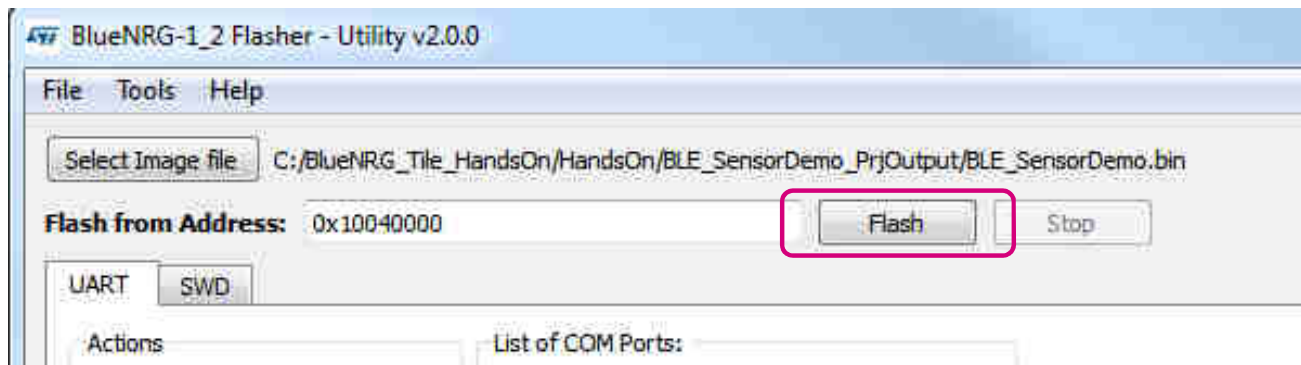 BlueNRG-1_2 Flasher - Utility v2.0.0
File Tools Help
Select Image file C:/BlueNRG_Tile_HandsOn/HandsOn/BLE_SensorDemo_PrjOutput/BLE_SensorDemo.bin
Flash from Address: 0x10040000 Flash Stop
UART SWD
Actions List of COM Ports: